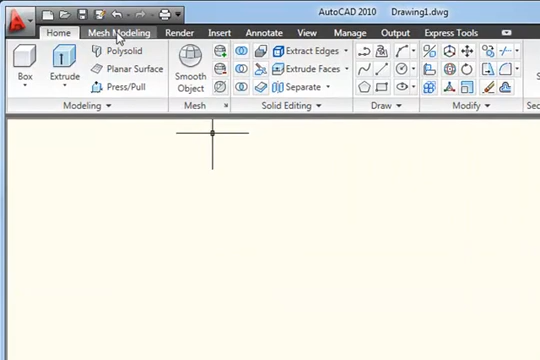 AutoCAD 2010 Drawing1.dwg
Home Mesh Modeling Render Insert Annotate View Manage Output Express Tools
Polysolid
Planar Surface
Press/Pull
Box
Extrude
Smooth
Object
Extract Edges
Extrude Faces
Separate
Modeling Mesh Solid Editing Draw Modify Sec